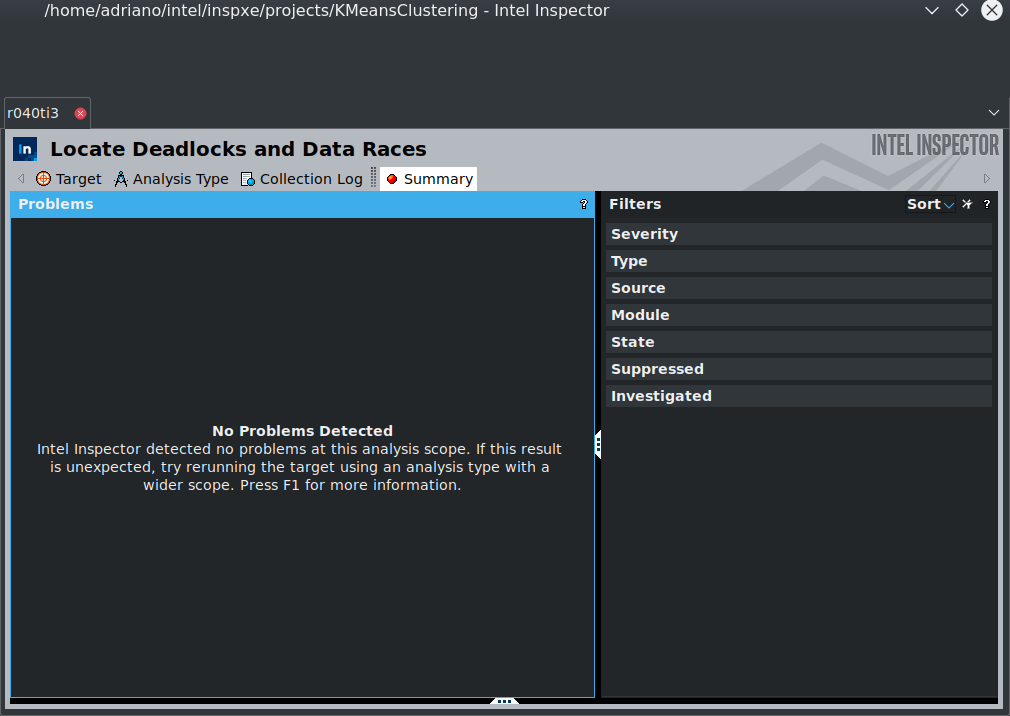 /home/adriano/intel/inspxe/projects/KMeansClustering - Intel Inspector
r040ti3
In Locate Deadlocks and Data Races INTEL INSPECTOR
Target Analysis Type Collection Log Summary
Problems ?
Filters Sort ?
Severity
Type
Source
Module
State
Suppressed
Investigated
No Problems Detected
Intel Inspector detected no problems at this analysis scope. If this result
is unexpected, try rerunning the target using an analysis type with a
wider scope. Press F1 for more information.